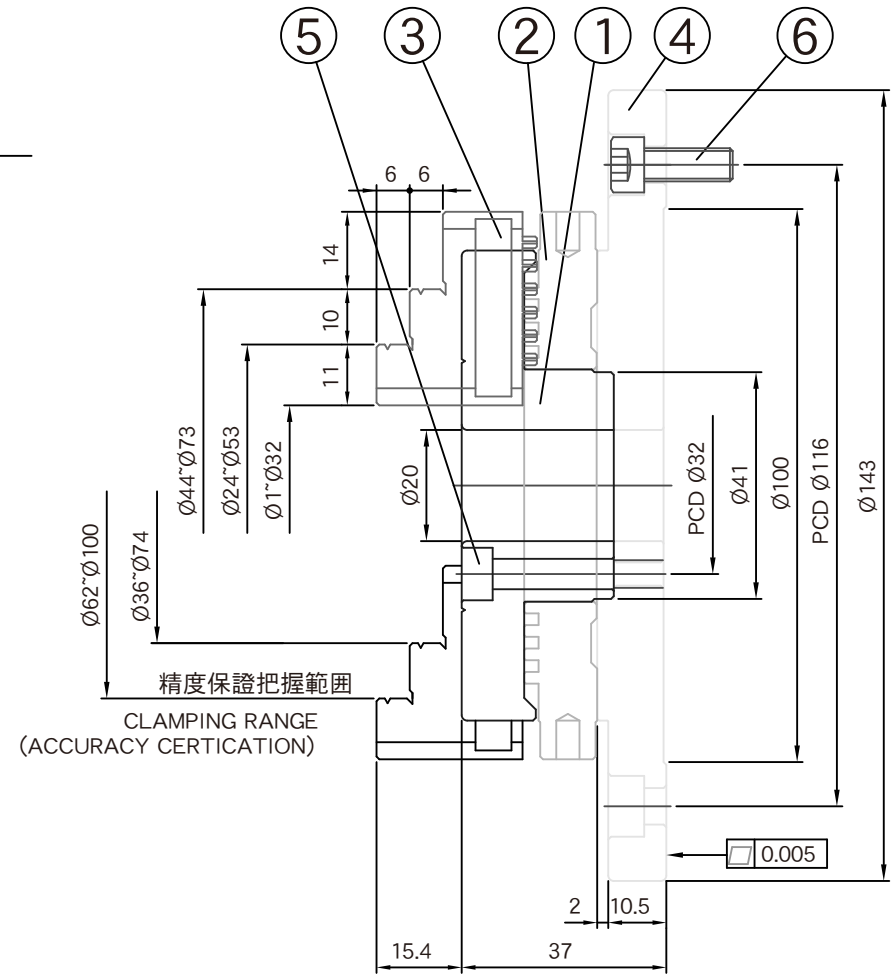 5 3 2 1 4 6
6 6
14
10
11
Ø44~Ø73
Ø24~Ø53
Ø1~Ø32
Ø20
PCD Ø32
Ø41
Ø100
PCD Ø116
Ø143
Ø62~Ø100
Ø36~Ø74
精度保證把握範囲
CLAMPING RANGE
(ACCURACY CERTICATION)
0.005
2 10.5
15.4 37